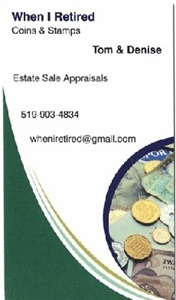 When I Retired
Coins & Stamps
Tom & Denise
Estate Sale Appraisals
519-903-4834
wheniretired@gmail.com